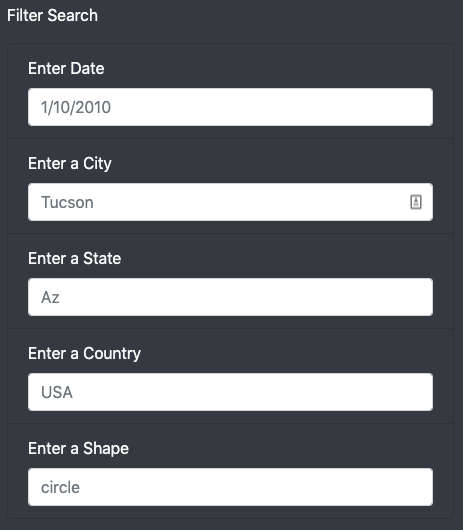 Filter Search
Enter Date
1/10/2010
Enter a City
Tucson
Enter a State
Az
Enter a Country
USA
Enter a Shape
circle